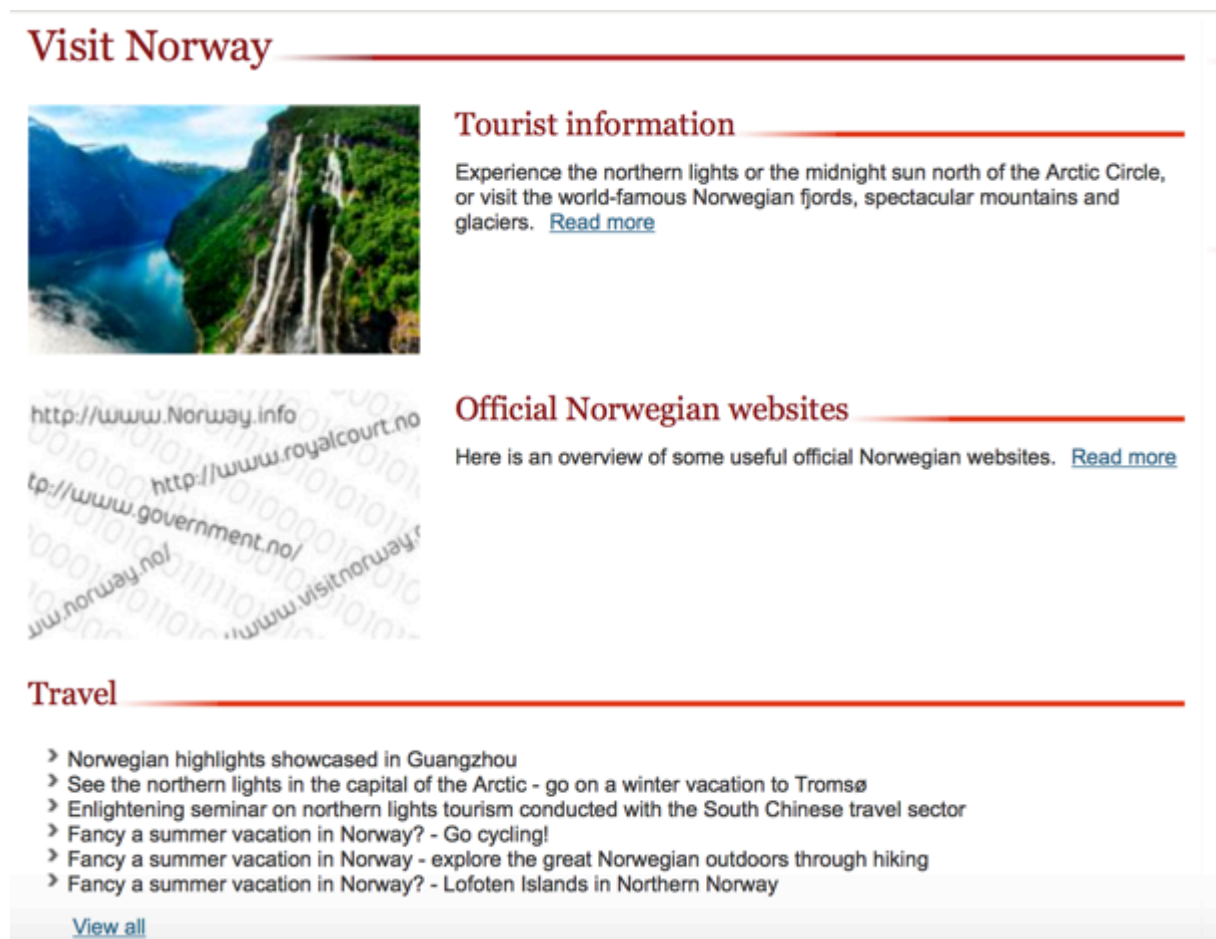 Visit Norway
Tourist information
Experience the northern lights or the midnight sun north of the Arctic Circle,
or visit the world-famous Norwegian fjords, spectacular mountains and
glaciers. Read more
http://www.Norway.info
http://www.royalcourt.no
tp://www.government.no/
ww.norway.no/
//www.visitnorway.
Official Norwegian websites
Here is an overview of some useful official Norwegian websites. Read more
Travel
Norwegian highlights showcased in Guangzhou
See the northern lights in the capital of the Arctic - go on a winter vacation to Tromsø
Enlightening seminar on northern lights tourism conducted with the South Chinese travel sector
Fancy a summer vacation in Norway? - Go cycling!
Fancy a summer vacation in Norway - explore the great Norwegian outdoors through hiking
Fancy a summer vacation in Norway? - Lofoten Islands in Northern Norway
View all